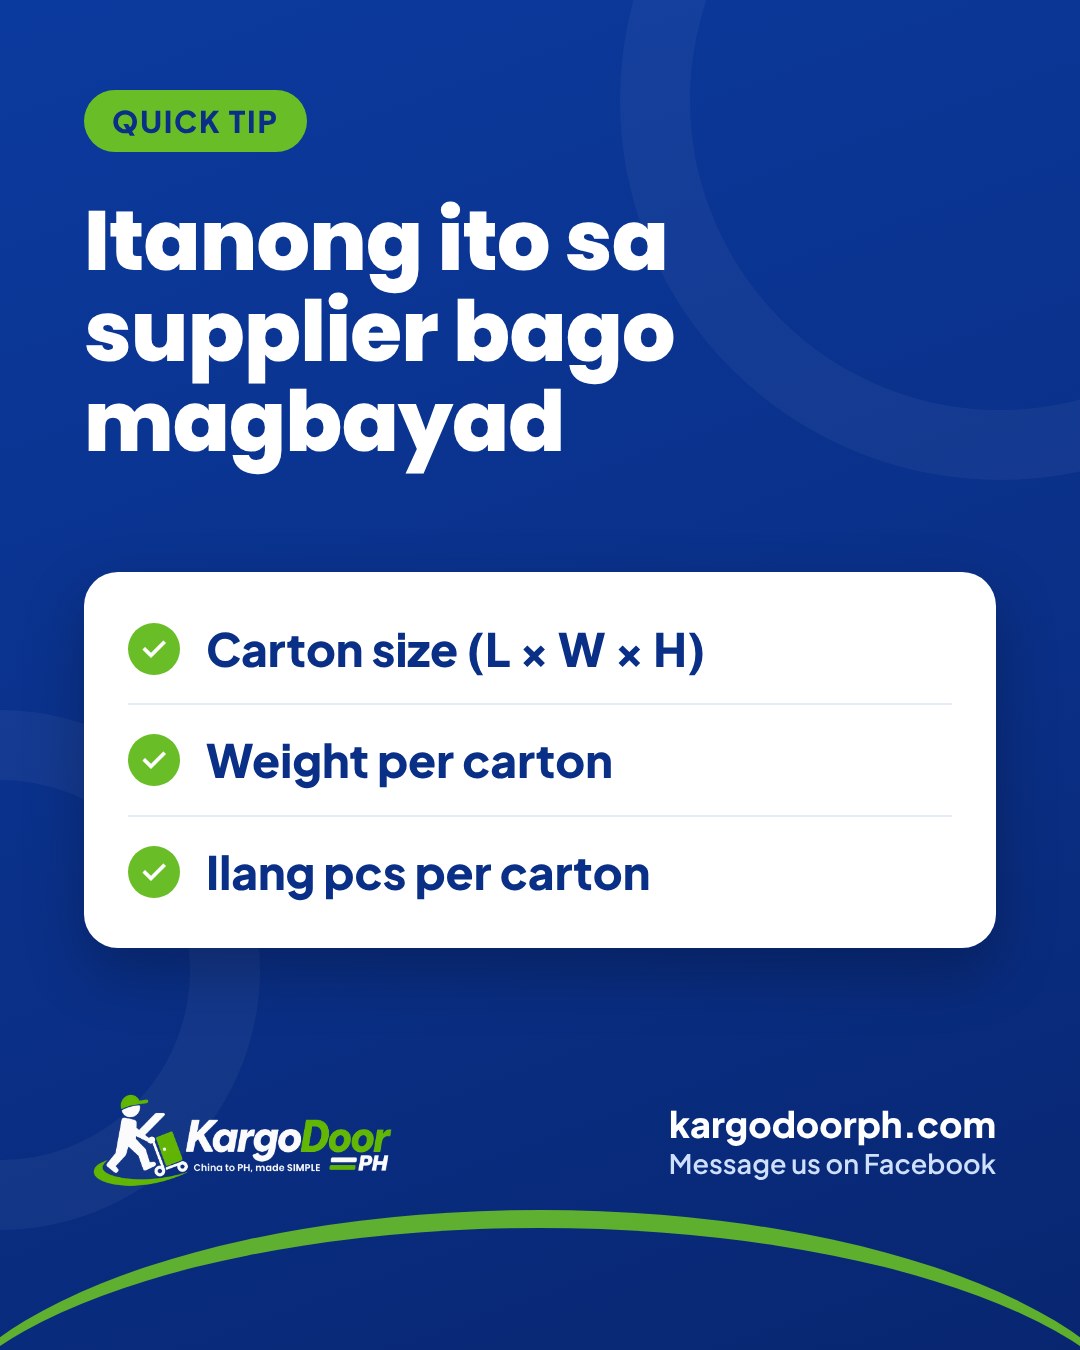 QUICK TIP
Itanong ito sa
supplier bago
magbayad
Carton size (L × W × H)
Weight per carton
Ilang pcs per carton
KargoDoor
China to PH, made SIMPLE
PH
kargodoorph.com
Message us on Facebook